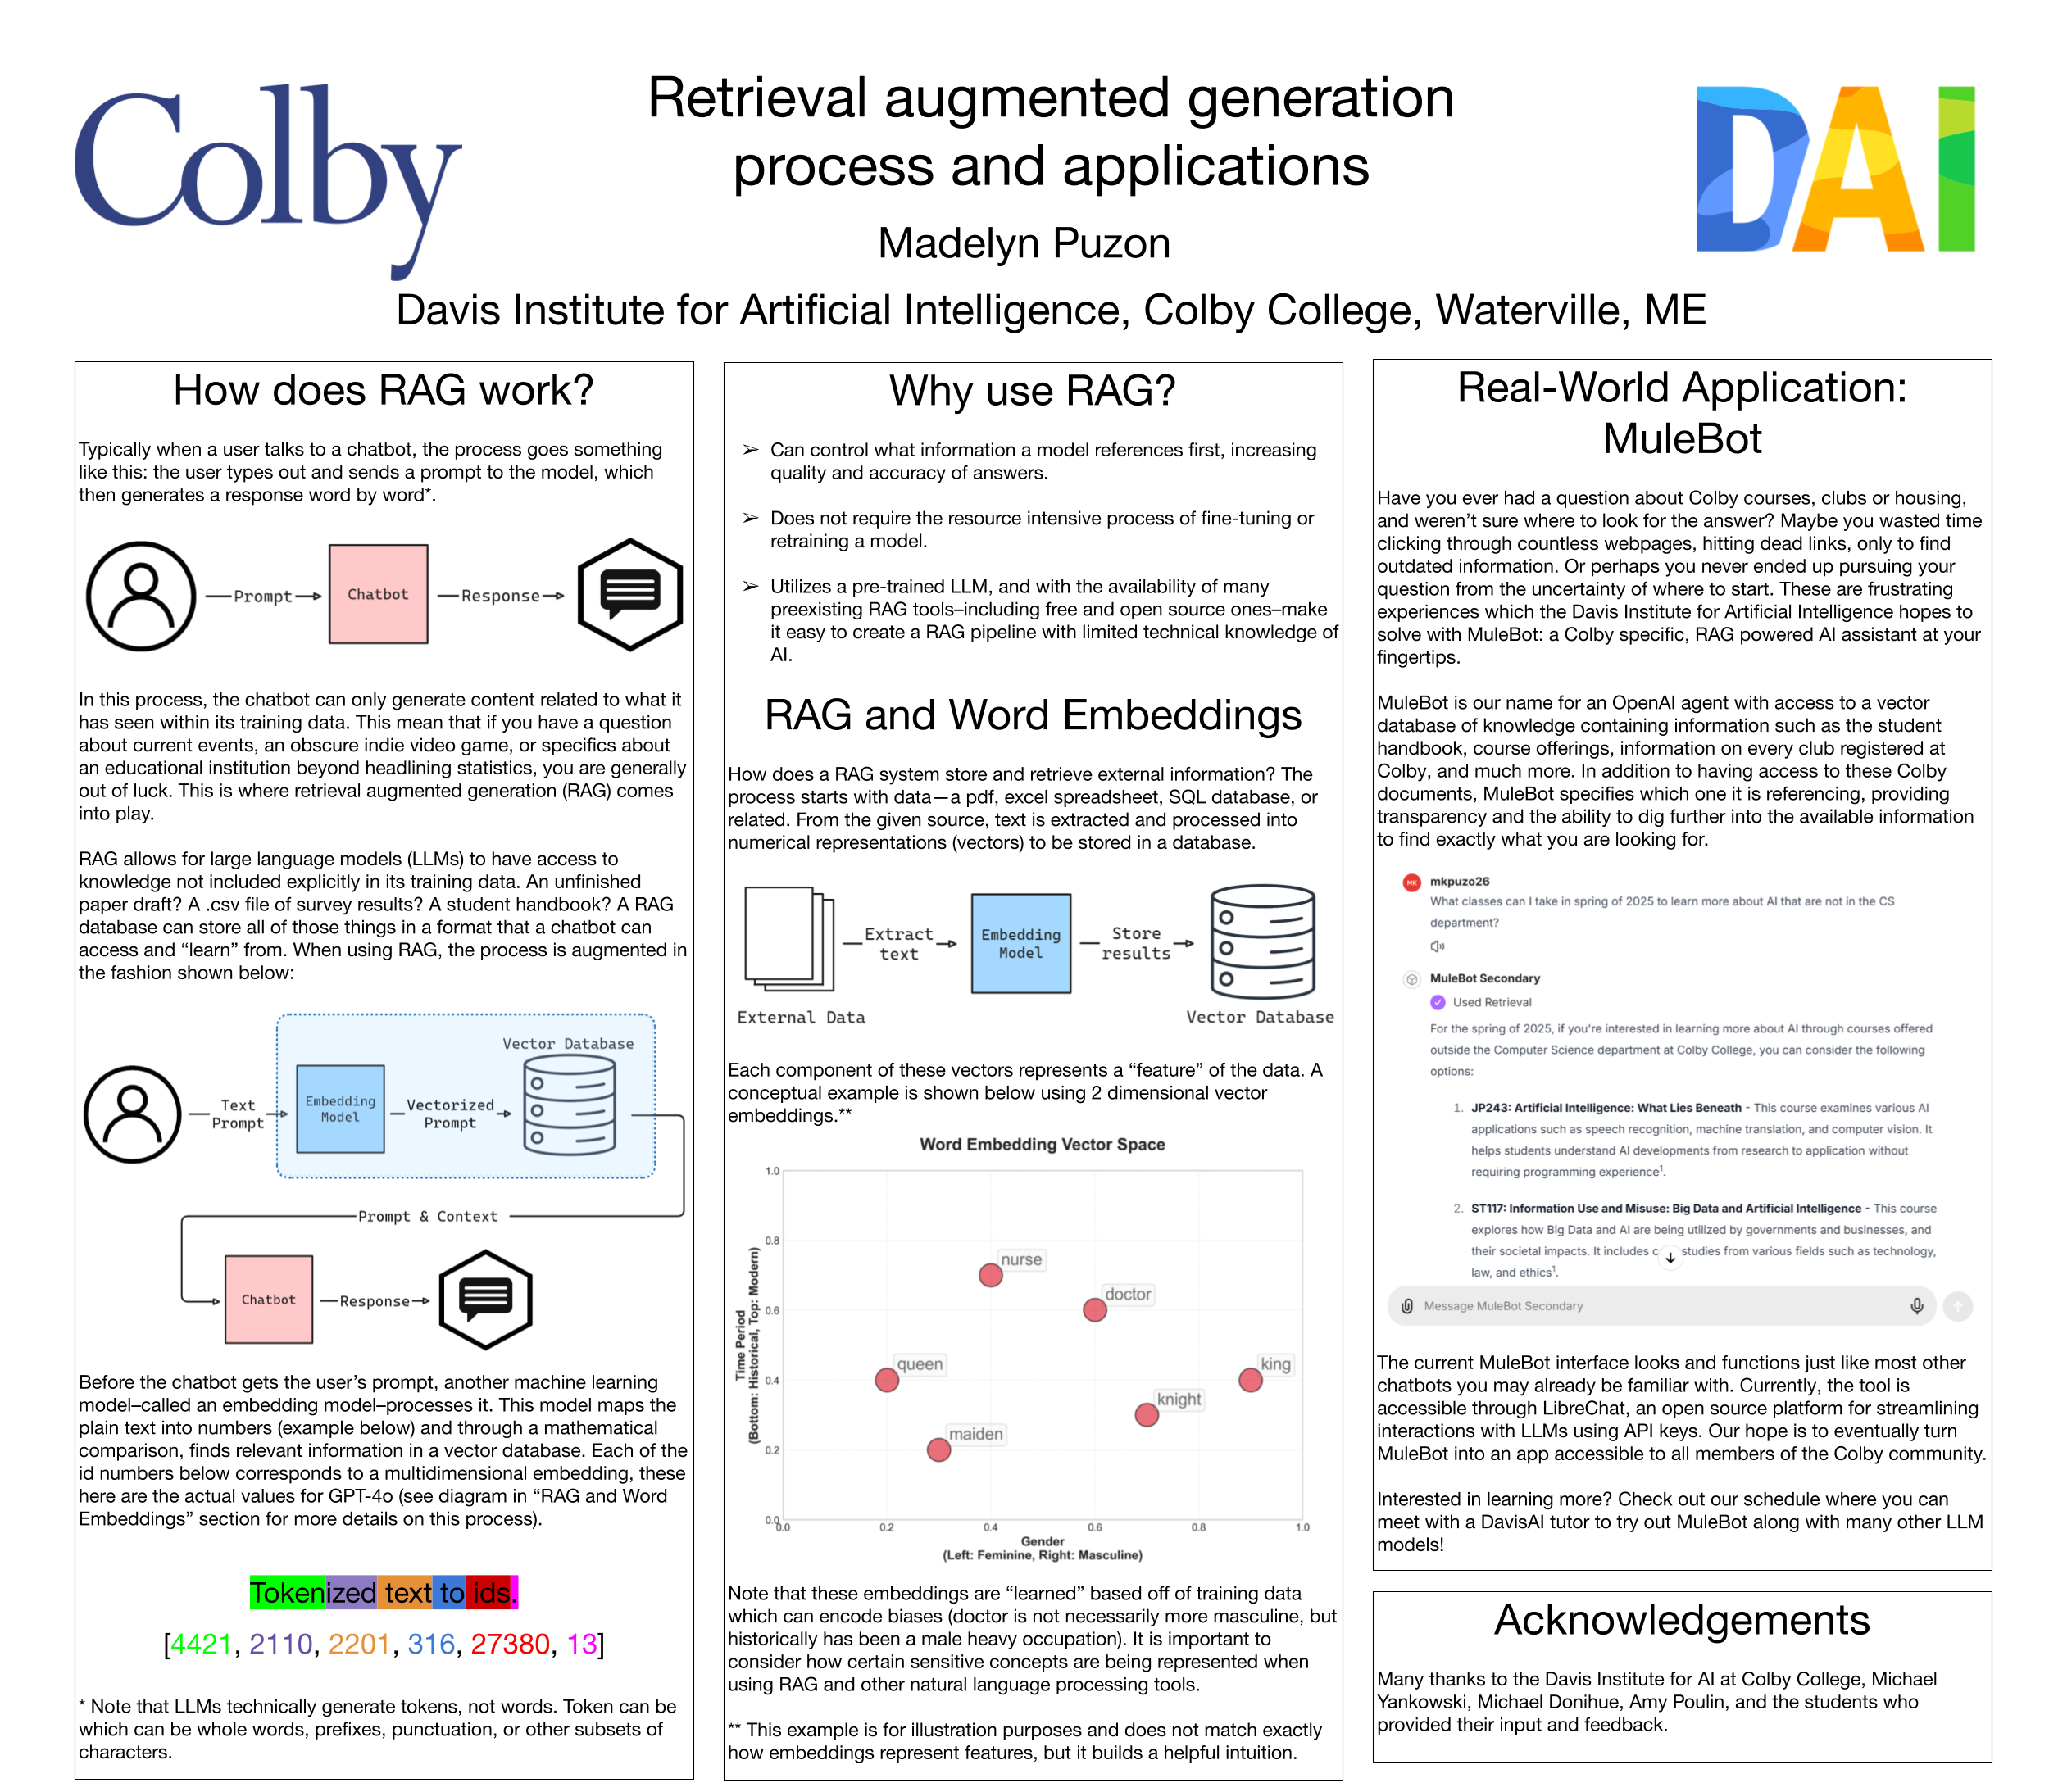 Colby
Retrieval augmented generation
process and applications
DAI
Madelyn Puzon
Davis Institute for Artificial Intelligence, Colby College, Waterville, ME
How does RAG work?
Typically when a user talks to a chatbot, the process goes something
like this: the user types out and sends a prompt to the model, which
then generates a response word by word*.
Prompt
Chatbot
Response
In this process, the chatbot can only generate content related to what it
has seen within its training data. This mean that if you have a question
about current events, an obscure indie video game, or specifics about
an educational institution beyond headlining statistics, you are generally
out of luck. This is where retrieval augmented generation (RAG) comes
into play.
RAG allows for large language models (LLMs) to have access to
knowledge not included explicitly in its training data. An unfinished
paper draft? A .csv file of survey results? A student handbook? A RAG
database can store all of those things in a format that a chatbot can
access and “learn” from. When using RAG, the process is augmented in
the fashion shown below:
Vector Database
Text
Prompt
Embedding
Model
Vectorized
Prompt
Prompt & Context
Chatbot
Response
Before the chatbot gets the user’s prompt, another machine learning
model–called an embedding model–processes it. This model maps the
plain text into numbers (example below) and through a mathematical
comparison, finds relevant information in a vector database. Each of the
id numbers below corresponds to a multidimensional embedding, these
here are the actual values for GPT-4o (see diagram in “RAG and Word
Embeddings” section for more details on this process).
Tokenized text to ids.
[4421, 2110, 2201, 316, 27380, 13]
* Note that LLMs technically generate tokens, not words. Token can be
which can be whole words, prefixes, punctuation, or other subsets of
characters.
Why use RAG?
➢ Can control what information a model references first, increasing
quality and accuracy of answers.
➢ Does not require the resource intensive process of fine-tuning or
retraining a model.
➢ Utilizes a pre-trained LLM, and with the availability of many
preexisting RAG tools–including free and open source ones–make
it easy to create a RAG pipeline with limited technical knowledge of
AI.
RAG and Word Embeddings
How does a RAG system store and retrieve external information? The
process starts with data—a pdf, excel spreadsheet, SQL database, or
related. From the given source, text is extracted and processed into
numerical representations (vectors) to be stored in a database.
Extract
text
Embedding
Model
Store
results
External Data
Vector Database
Each component of these vectors represents a “feature” of the data. A
conceptual example is shown below using 2 dimensional vector
embeddings.**
Word Embedding Vector Space
1.0
0.8
0.6
0.4
0.2
0.0
Time Period
(Bottom: Historical, Top: Modern)
nurse
doctor
queen
king
knight
maiden
0.0 0.2 0.4 0.6 0.8 1.0
Gender
(Left: Feminine, Right: Masculine)
Note that these embeddings are “learned” based off of training data
which can encode biases (doctor is not necessarily more masculine, but
historically has been a male heavy occupation). It is important to
consider how certain sensitive concepts are being represented when
using RAG and other natural language processing tools.
** This example is for illustration purposes and does not match exactly
how embeddings represent features, but it builds a helpful intuition.
Real-World Application:
MuleBot
Have you ever had a question about Colby courses, clubs or housing,
and weren’t sure where to look for the answer? Maybe you wasted time
clicking through countless webpages, hitting dead links, only to find
outdated information. Or perhaps you never ended up pursuing your
question from the uncertainty of where to start. These are frustrating
experiences which the Davis Institute for Artificial Intelligence hopes to
solve with MuleBot: a Colby specific, RAG powered AI assistant at your
fingertips.
MuleBot is our name for an OpenAI agent with access to a vector
database of knowledge containing information such as the student
handbook, course offerings, information on every club registered at
Colby, and much more. In addition to having access to these Colby
documents, MuleBot specifies which one it is referencing, providing
transparency and the ability to dig further into the available information
to find exactly what you are looking for.
MK mkpuzo26
What classes can I take in spring of 2025 to learn more about AI that are not in the CS
department?
MuleBot Secondary
Used Retrieval
For the spring of 2025, if you're interested in learning more about AI through courses offered
outside the Computer Science department at Colby College, you can consider the following
options:
1. JP243: Artificial Intelligence: What Lies Beneath - This course examines various AI
applications such as speech recognition, machine translation, and computer vision. It
helps students understand AI developments from research to application without
requiring programming experience¹.
2. ST117: Information Use and Misuse: Big Data and Artificial Intelligence - This course
explores how Big Data and AI are being utilized by governments and businesses, and
their societal impacts. It includes c studies from various fields such as technology,
law, and ethics¹.
Message MuleBot Secondary
The current MuleBot interface looks and functions just like most other
chatbots you may already be familiar with. Currently, the tool is
accessible through LibreChat, an open source platform for streamlining
interactions with LLMs using API keys. Our hope is to eventually turn
MuleBot into an app accessible to all members of the Colby community.
Interested in learning more? Check out our schedule where you can
meet with a DavisAI tutor to try out MuleBot along with many other LLM
models!
Acknowledgements
Many thanks to the Davis Institute for AI at Colby College, Michael
Yankowski, Michael Donihue, Amy Poulin, and the students who
provided their input and feedback.